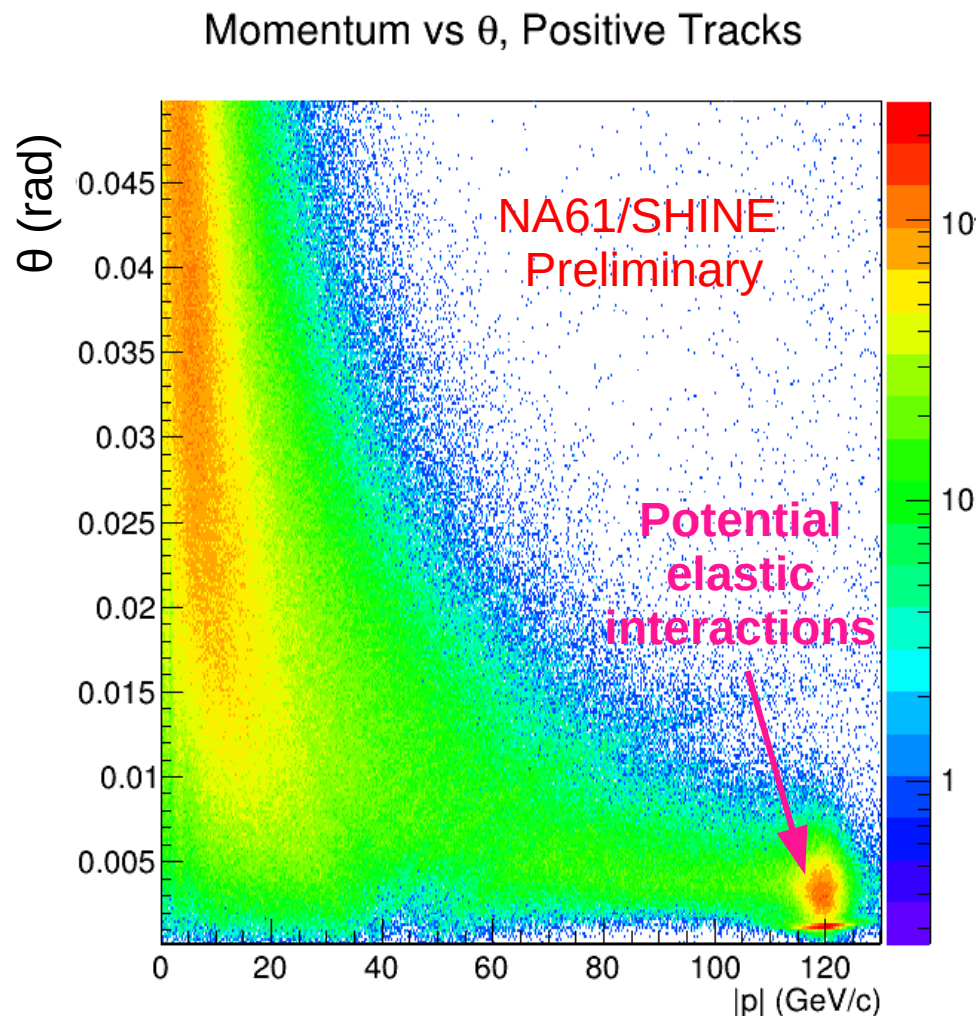 Momentum vs θ, Positive Tracks
θ (rad)
0.045
0.04
0.035
0.03
0.025
0.02
0.015
0.01
0.005
NA61/SHINE
Preliminary
Potential
elastic
interactions
10
10
1
0
20
40
60
80
100
120
|p| (GeV/c)